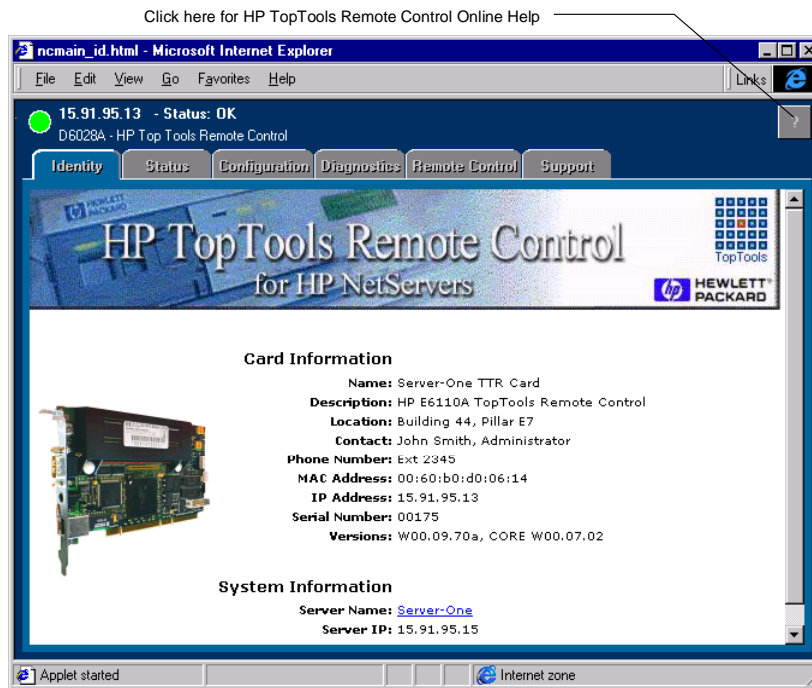 Click here for HP TopTools Remote Control Online Help
ncmain_id.html - Microsoft Internet Explorer
File Edit View Go Favorites Help
Links
15.91.95.13 - Status: OK
?
D6028A - HP Top Tools Remote Control
Identity Status Configuration Diagnostics Remote Control Support
HP TopTools Remote Control
for HP NetServers
TopTools
hp HEWLETT®
PACKARD
Card Information
Name: Server-One TTR Card
Description: HP E6110A TopTools Remote Control
Location: Building 44, Pillar E7
Contact: John Smith, Administrator
Phone Number: Ext 2345
MAC Address: 00:60:b0:d0:06:14
IP Address: 15.91.95.13
Serial Number: 00175
Versions: W00.09.70a, CORE W00.07.02
System Information
Server Name: Server-One
Server IP: 15.91.95.15
Applet started
Internet zone